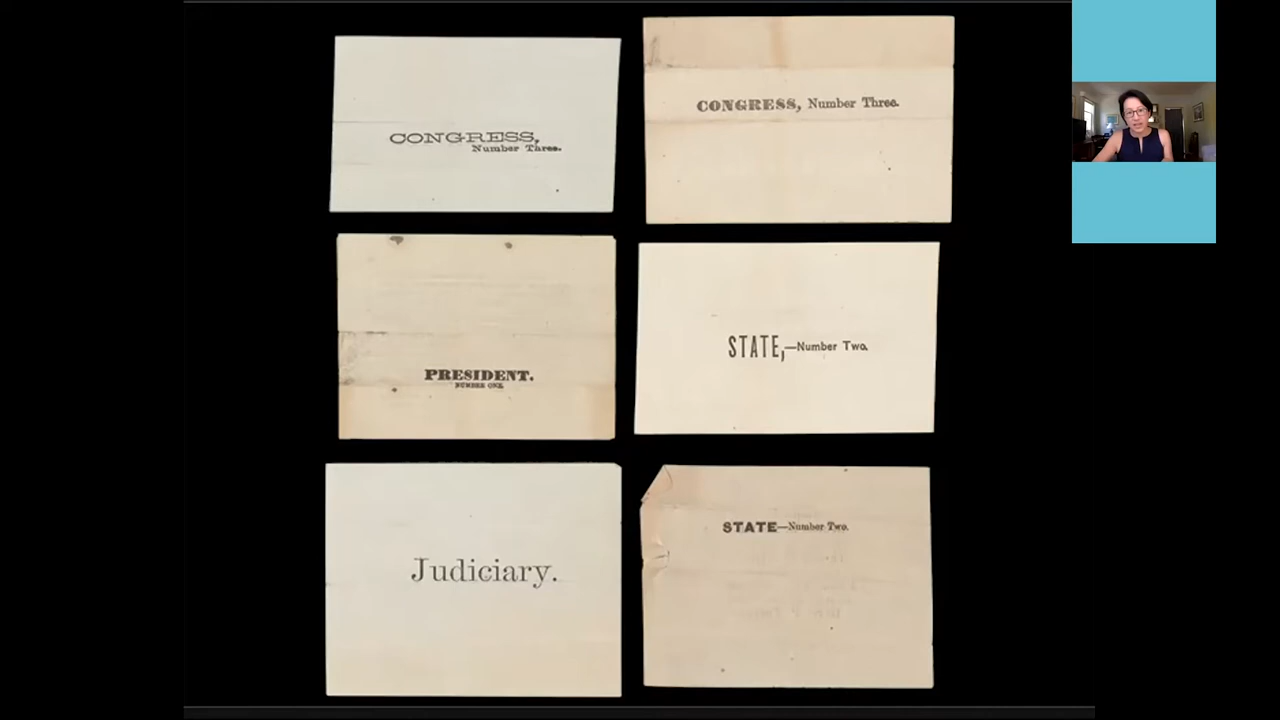 CONGRESS,
Number Three.
CONGRESS, Number Three.
PRESIDENT.
NUMBER ONE.
STATE,—Number Two.
Judiciary.
STATE—Number Two.